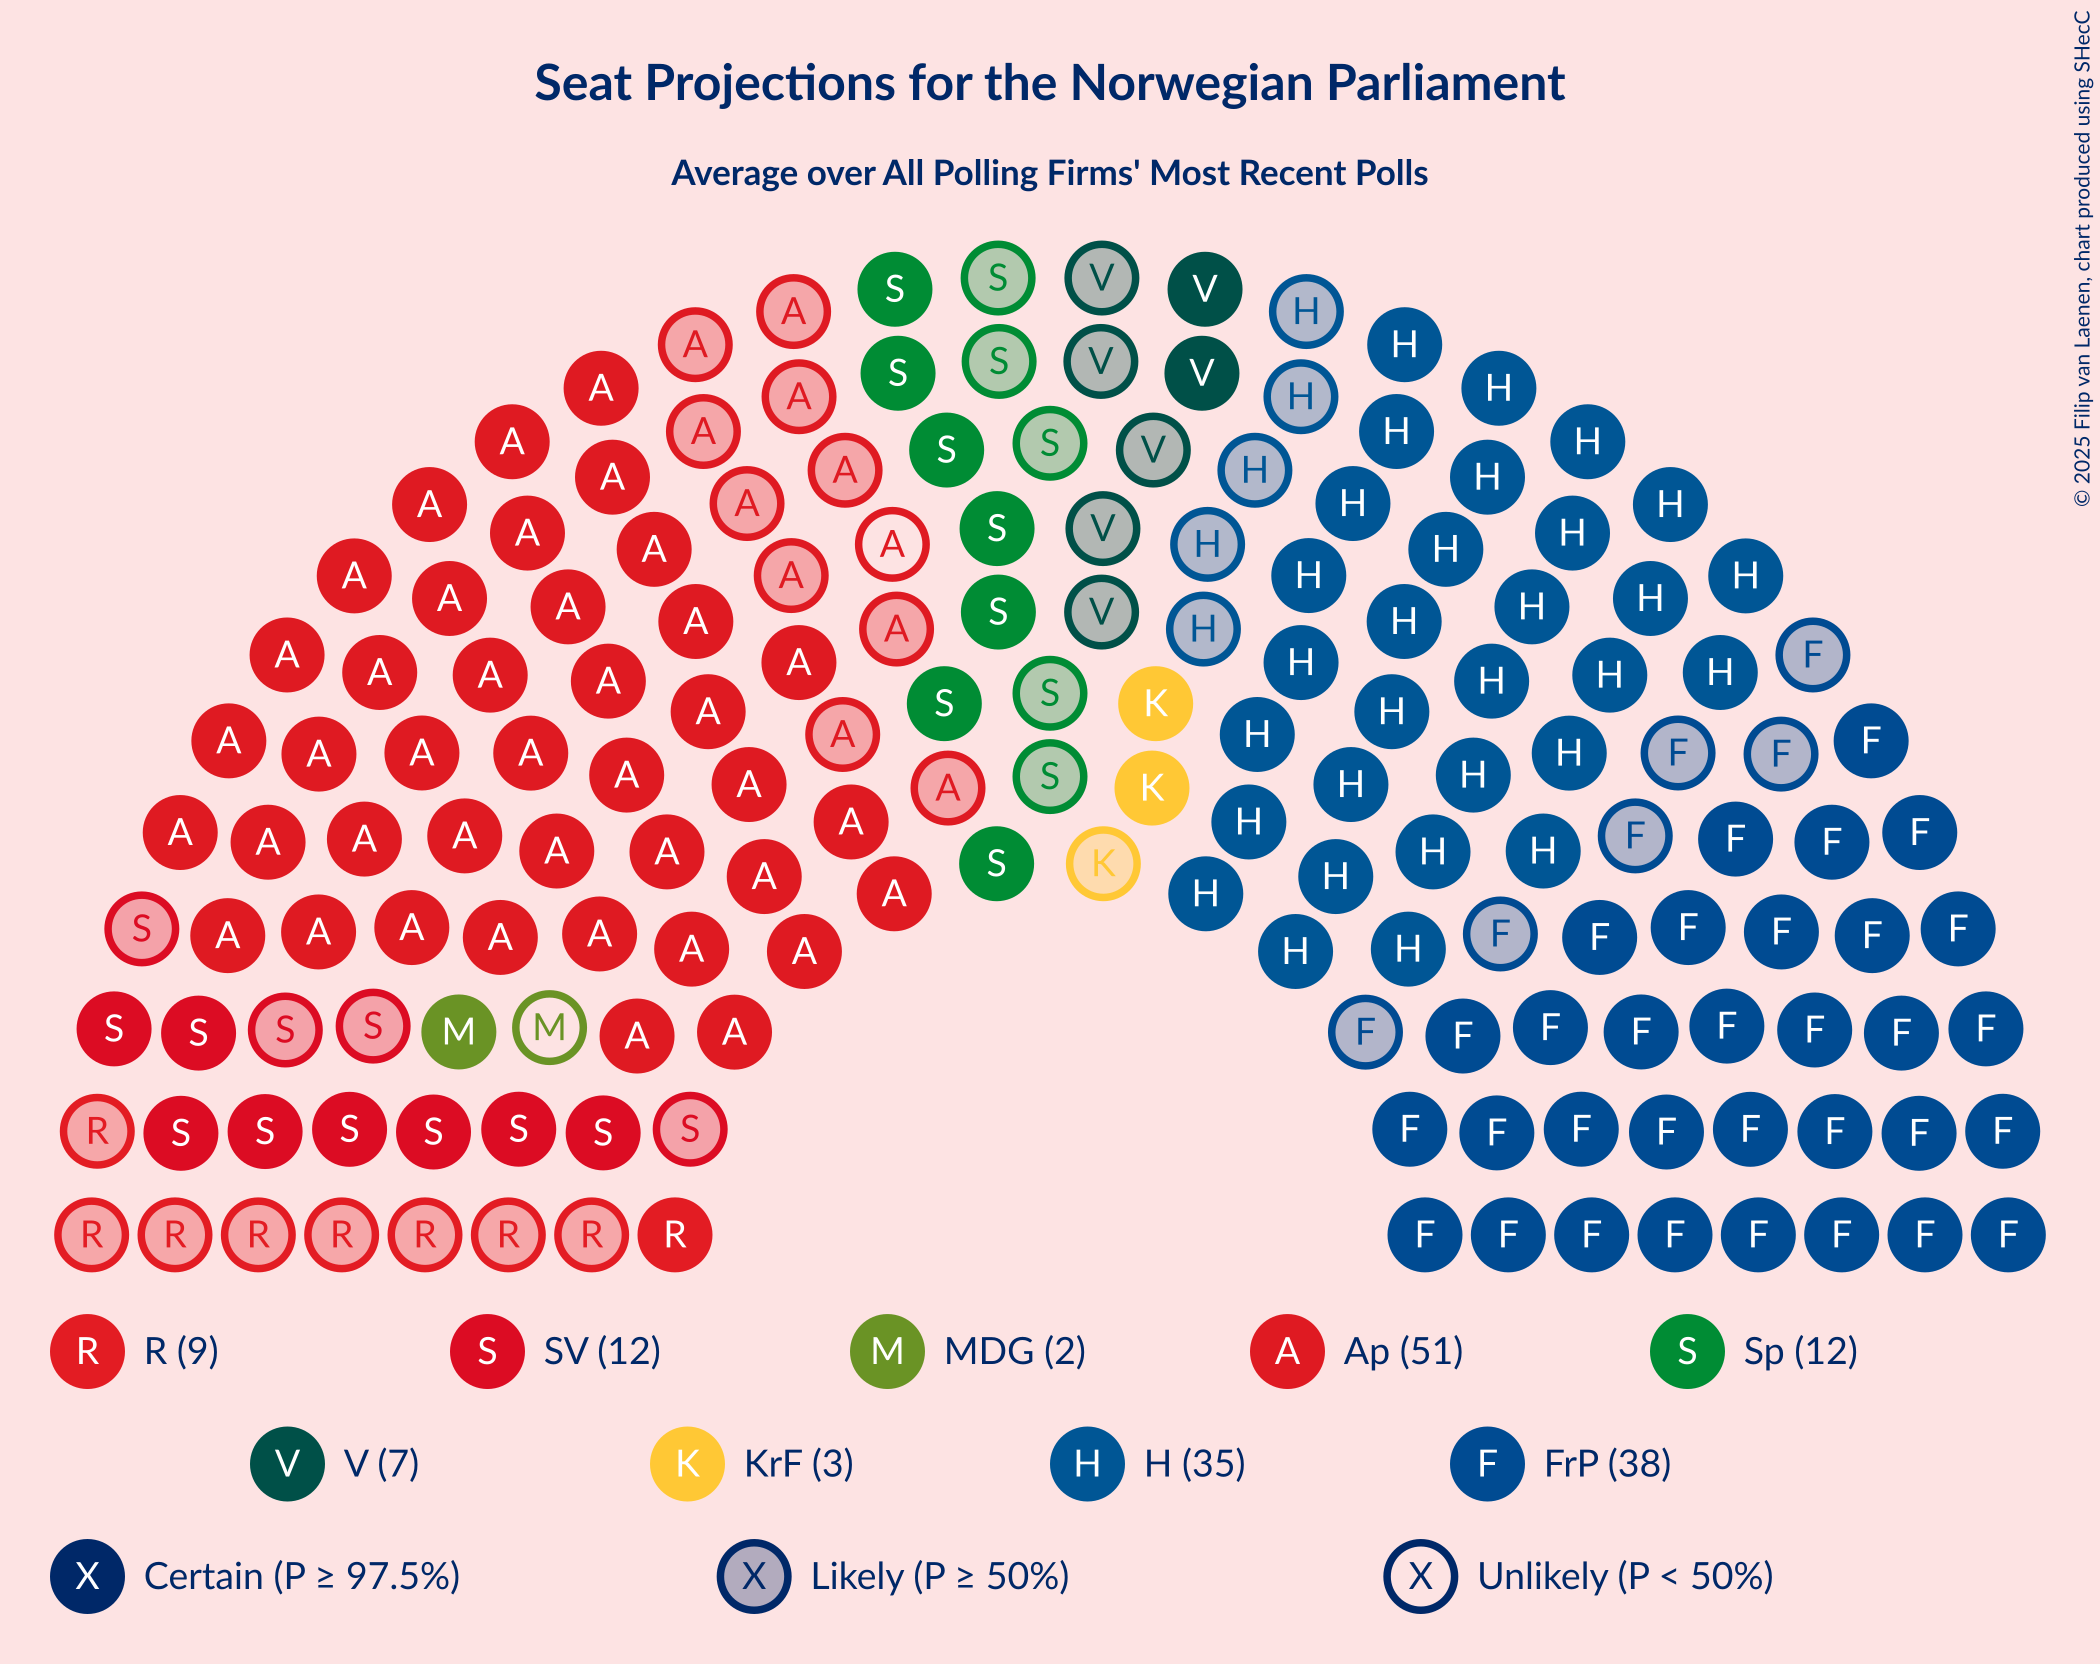 © 2025 Filip van Laenen, chart produced using SHecC
Seat Projections for the Norwegian Parliament
Average over All Polling Firms' Most Recent Polls
S S V V
A H
A H
S S V V
A A H H
A A S S V H H
A A H H
A A H H
A A A S V H H H
A A H H
A A A A S V H H H H
A A A A A H H H H F
A S S K H
A A A A A H H F F F
A A A S K H H
A A A A A A A H H H F F F F
A A S K H H
S A A A A A A A H H F F F F F F
S S S S M M A A F F F F F F F F
R S S S S S S S F F F F F F F F
R R R R R R R R F F F F F F F F
R R (9) S SV (12) M MDG (2) A Ap (51) S Sp (12)
V V (7) K KrF (3) H H (35) F FrP (38)
X Certain (P ≥ 97.5%) X Likely (P ≥ 50%) X Unlikely (P < 50%)